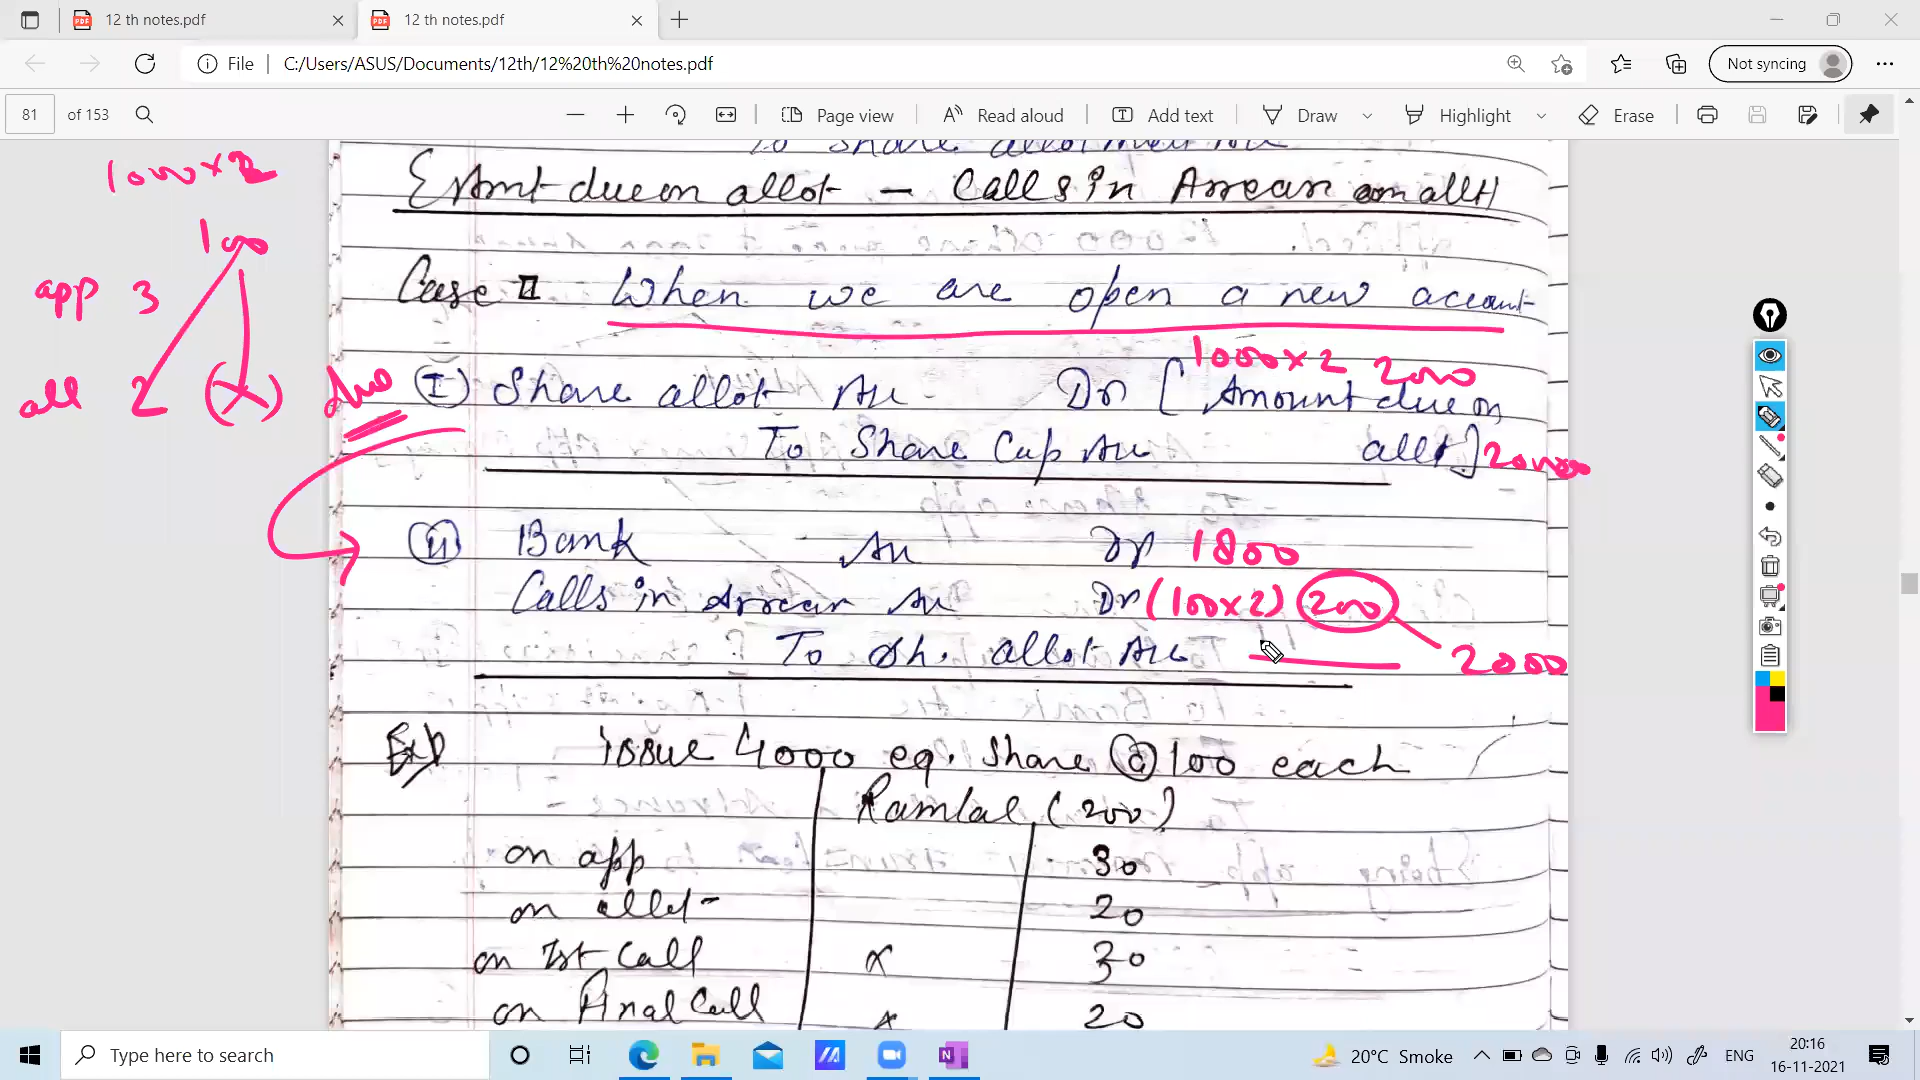 12 th notes.pdf
12 th notes.pdf
File
C:/Users/ASUS/Documents/12th/12%20th%20notes.pdf
Not syncing
81 of 153
Page view
Read aloud
Add text
Draw
Highlight
Erase
1000×2
100
app 3
all 2 (×) due
Amt due on allot — Calls in Arrear on allt
Case II When we are open a new account
1000×2 2000
(I) Share allot A/c Dr [Amount due on
To Share Cap A/c allt]
(II) Bank A/c Dr 1800
Calls in Arrear A/c Dr (100×2) 200
To Sh. allot A/c 2000
Exp issue 4000 eq. Share @ 100 each
Ramlal (200)
on app 30
on allot 20
on Ist Call × 30
on Final Call × 20
Type here to search
20°C Smoke
ENG
20:16
16-11-2021